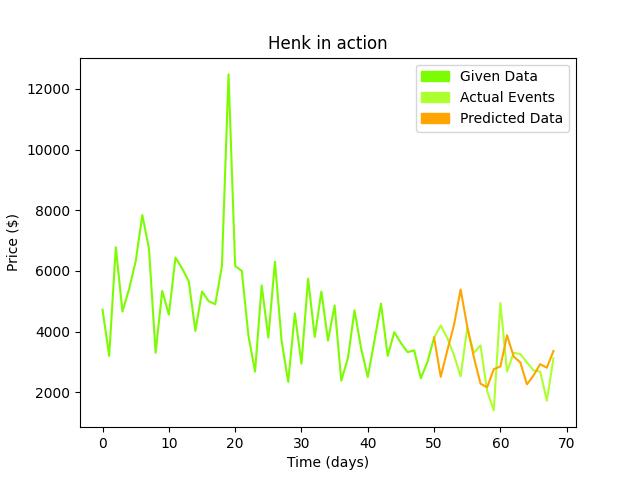 Henk in action
Given Data
Actual Events
Predicted Data
Price ($)
12000
10000
8000
6000
4000
2000
0 10 20 30 40 50 60 70
Time (days)